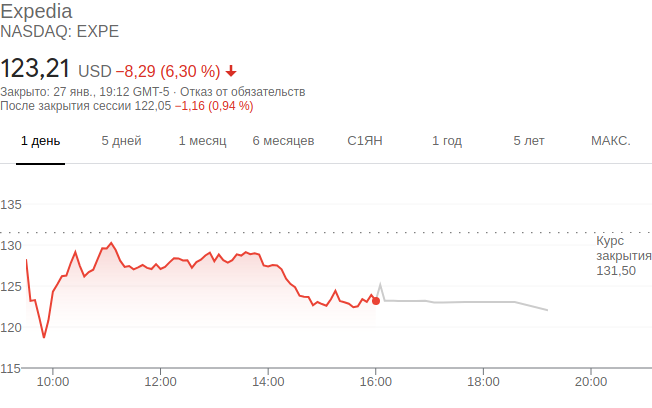 Expedia
NASDAQ: EXPE
123,21 USD −8,29 (6,30 %)
Закрыто: 27 янв., 19:12 GMT-5 · Отказ от обязательств
После закрытия сессии 122,05 −1,16 (0,94 %)
1 день 5 дней 1 месяц 6 месяцев С1ЯН 1 год 5 лет МАКС.
135
130
125
120
115
Курс
закрытия
131,50
10:00 12:00 14:00 16:00 18:00 20:00